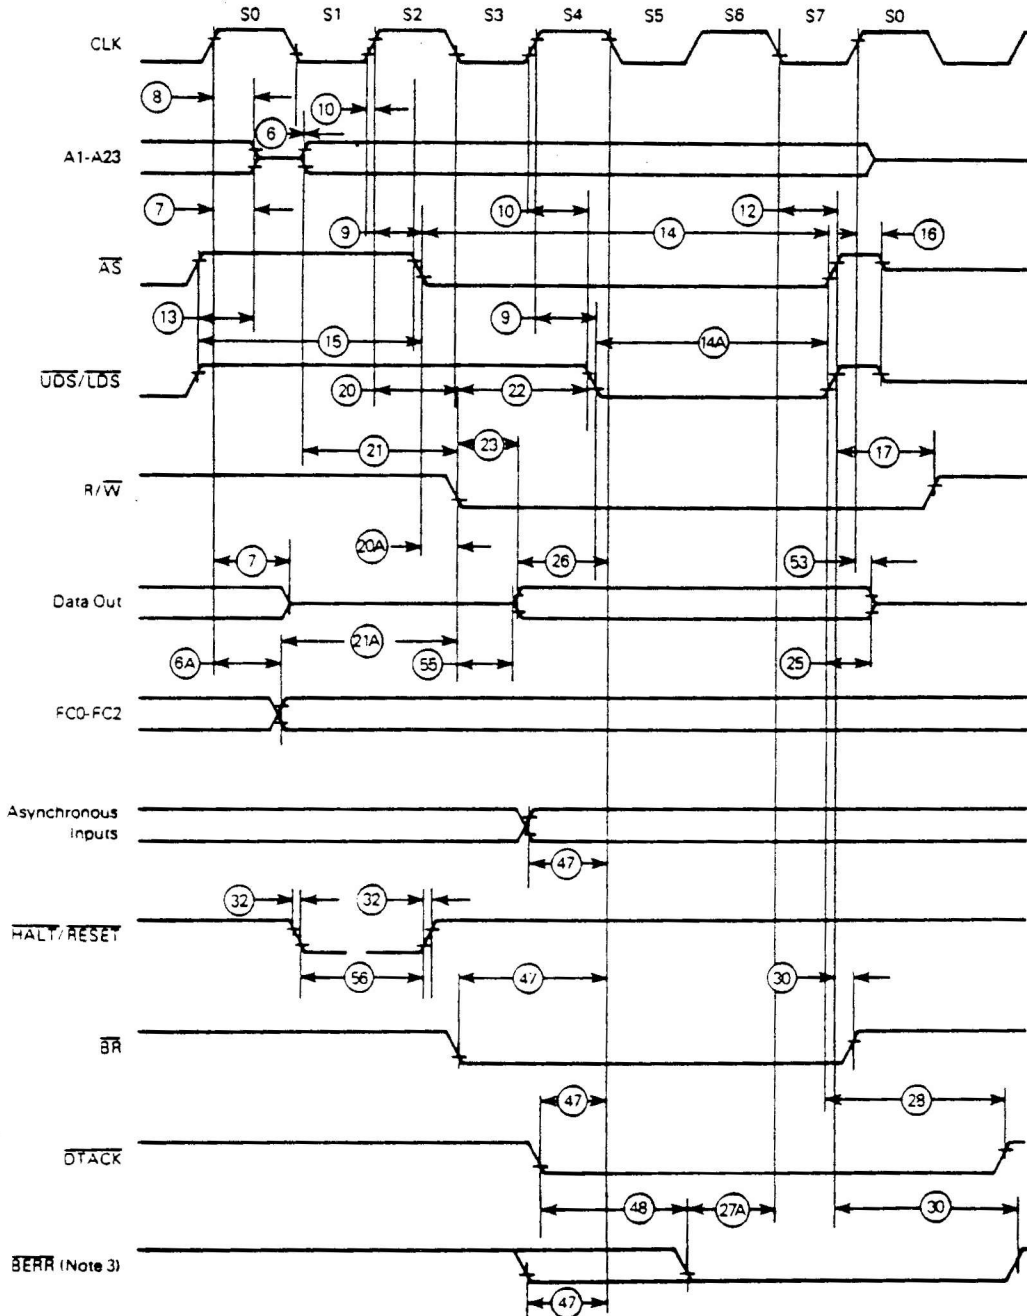 S0 S1 S2 S3 S4 S5 S6 S7 S0
CLK
8
10
6
A1-A23
7
10
12
9
14
16
AS
13
9
15
14A
UDS/LDS
20
22
21
23
17
R/W
20A
7
26
53
Data Out
21A
6A
55
25
FC0-FC2
Asynchronous
Inputs
47
32
32
HALT/RESET
56
47
30
BR
47
28
DTACK
48
27A
30
BERR (Note 3)
47